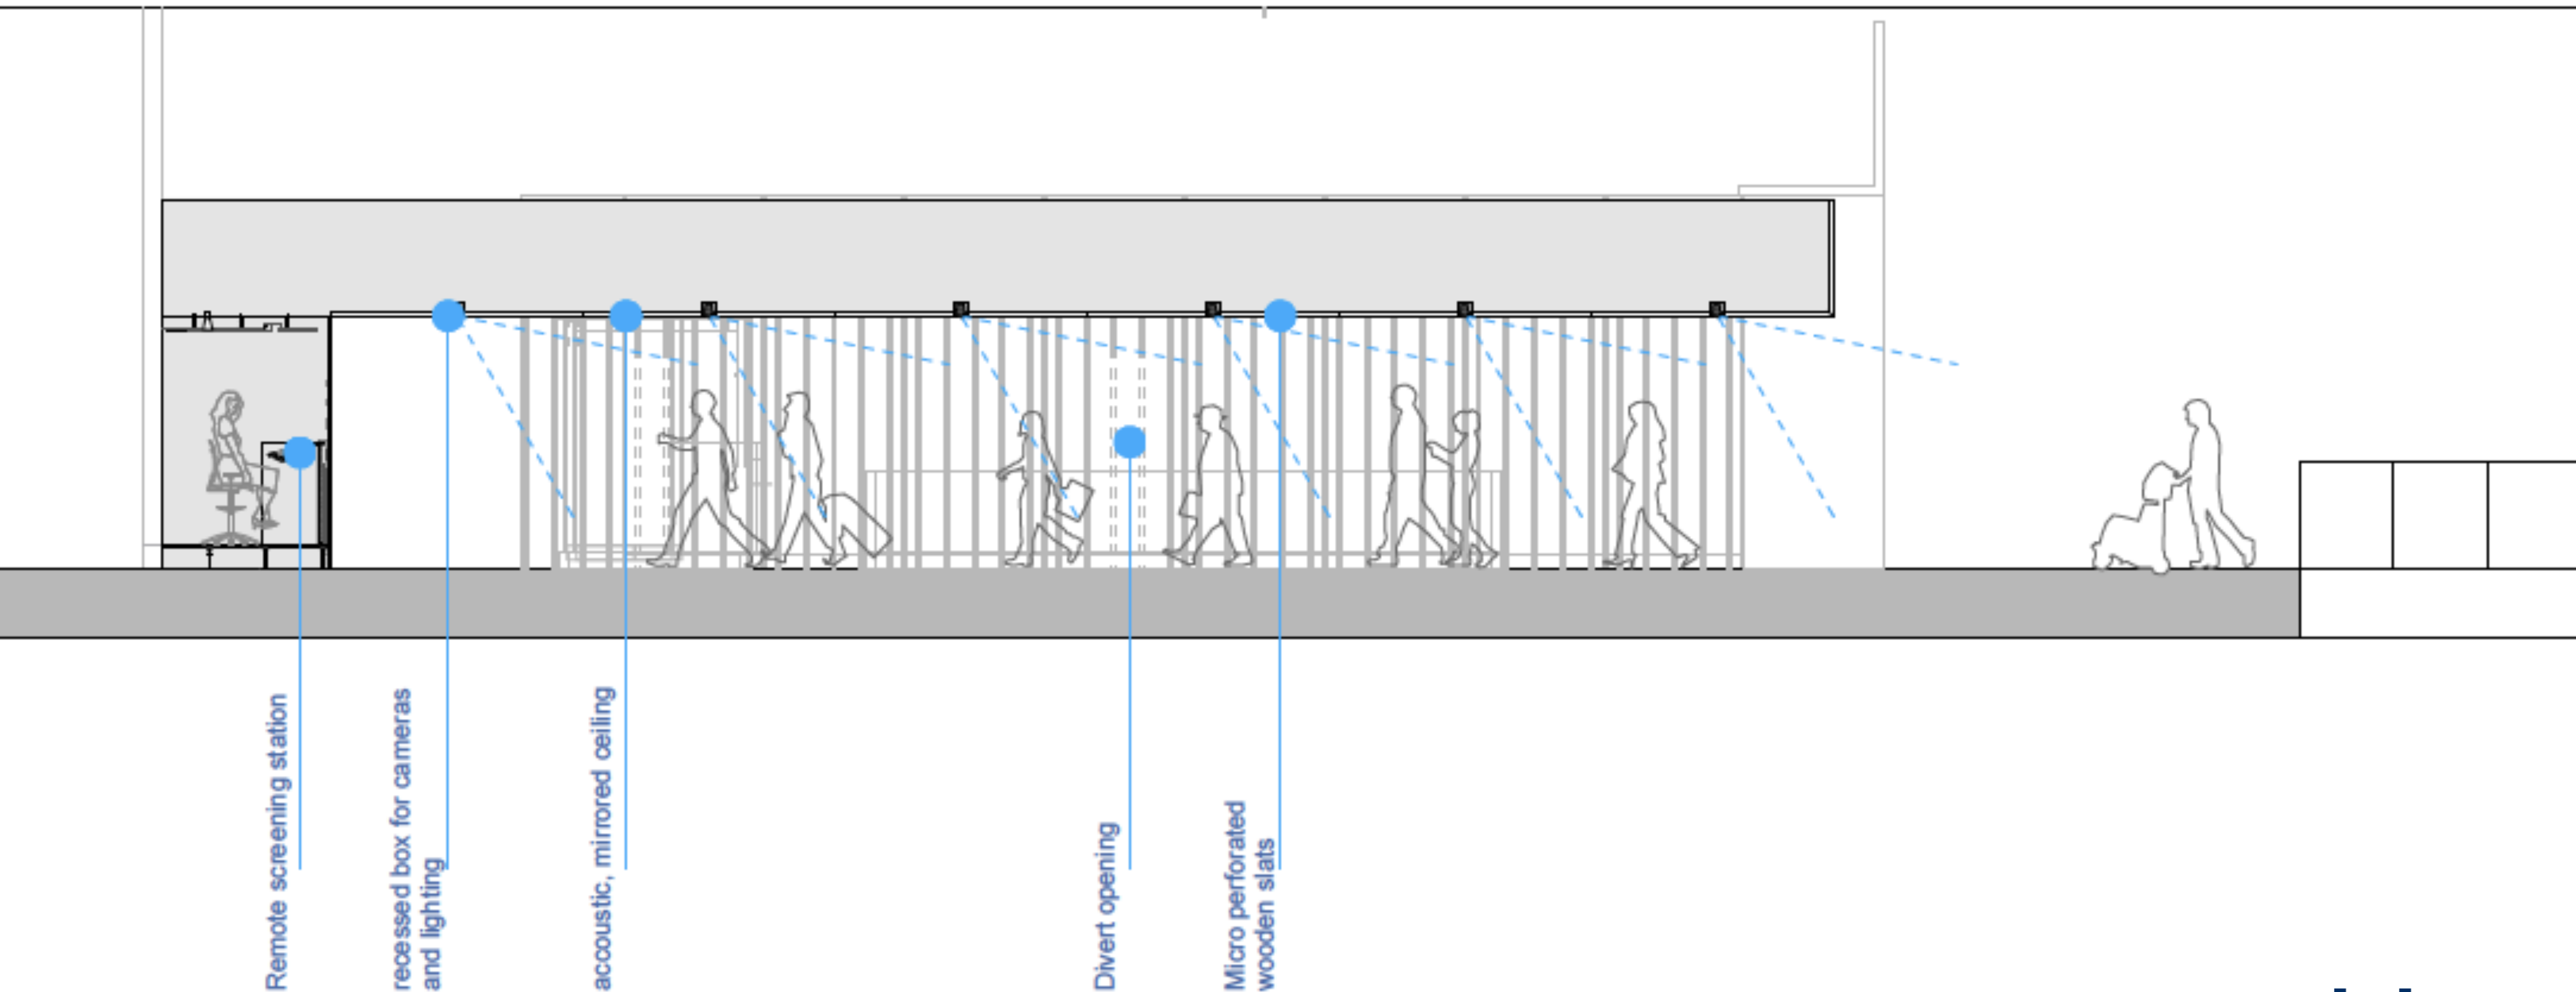 Remote screening station
recessed box for cameras
and lighting
accoustic, mirrored ceiling
Divert opening
Micro perforated
wooden slats